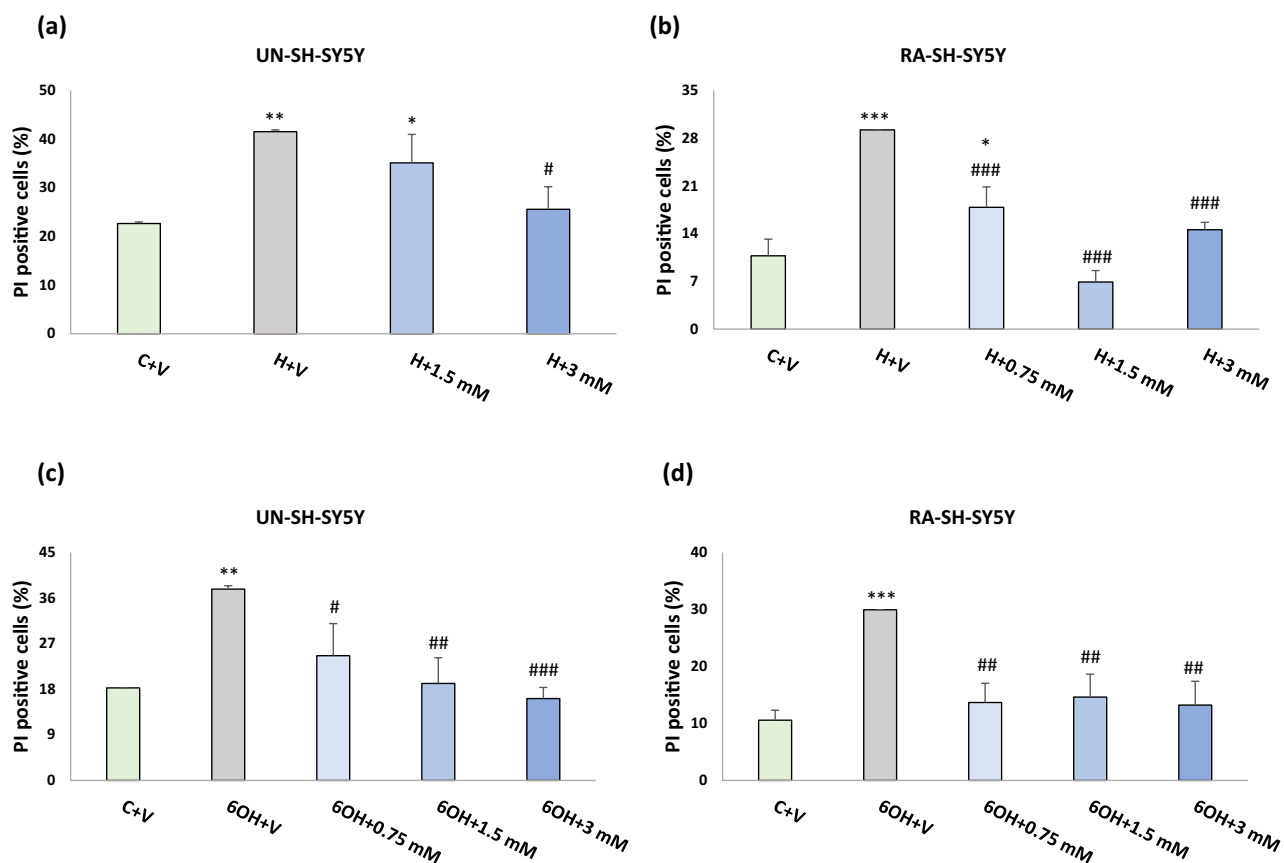 (a)
UN-SH-SY5Y
PI positive cells (%)
50
40
30
20
10
0
**
*
#
C+V
H+V
H+1.5 mM
H+3 mM
(b)
RA-SH-SY5Y
PI positive cells (%)
35
28
21
14
7
0
***
*
###
###
###
C+V
H+V
H+0.75 mM
H+1.5 mM
H+3 mM
(c)
UN-SH-SY5Y
PI positive cells (%)
45
36
27
18
9
0
**
#
##
###
C+V
6OH+V
6OH+0.75 mM
6OH+1.5 mM
6OH+3 mM
(d)
RA-SH-SY5Y
PI positive cells (%)
40
30
20
10
0
***
##
##
##
C+V
6OH+V
6OH+0.75 mM
6OH+1.5 mM
6OH+3 mM